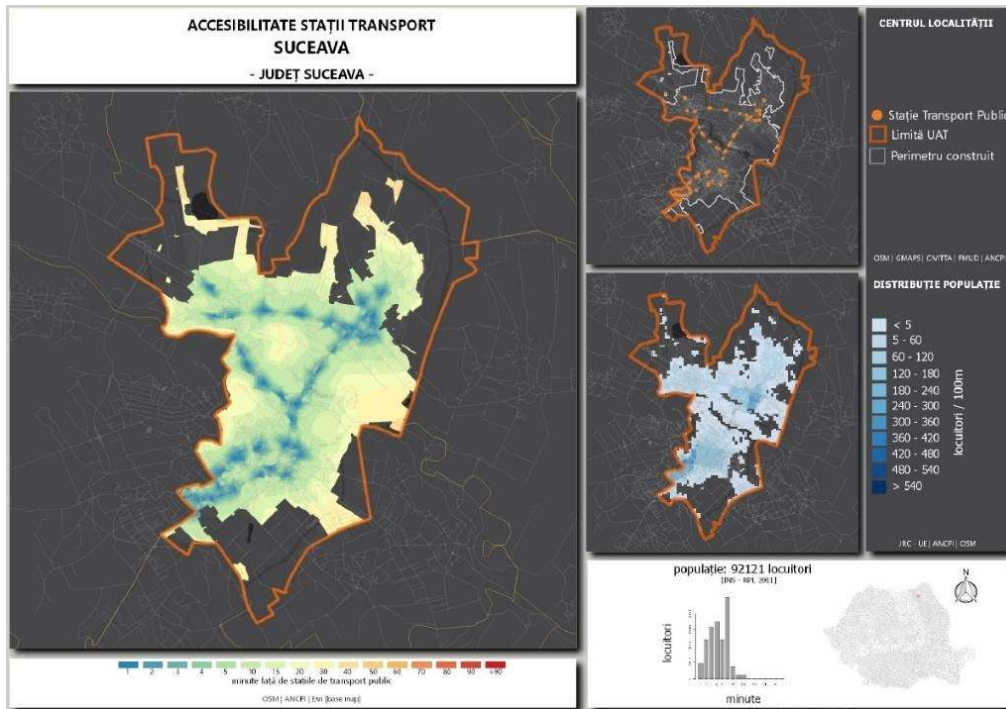 ACCESIBILITATE STAȚII TRANSPORT
SUCEAVA
- JUDEȚ SUCEAVA -
1 2 3 4 5 10 15 20 30 40 50 60 70 80 90 >90
minute față de stațiile de transport public
OSM | ANCPI | Esri [base map]
CENTRUL LOCALITĂȚII
Stație Transport Public
Limită UAT
Perimetru construit
OSM | GMAPS | CIVITTA | PMUD | ANCPI
DISTRIBUȚIE POPULAȚIE
< 5
5 - 60
60 - 120
120 - 180
180 - 240
240 - 300
300 - 360
360 - 420
420 - 480
480 - 540
> 540
locuitori / 100m
JRC - UE | ANCPI | OSM
populație: 92121 locuitori
[INS - RPL 2011]
locuitori
minute
N